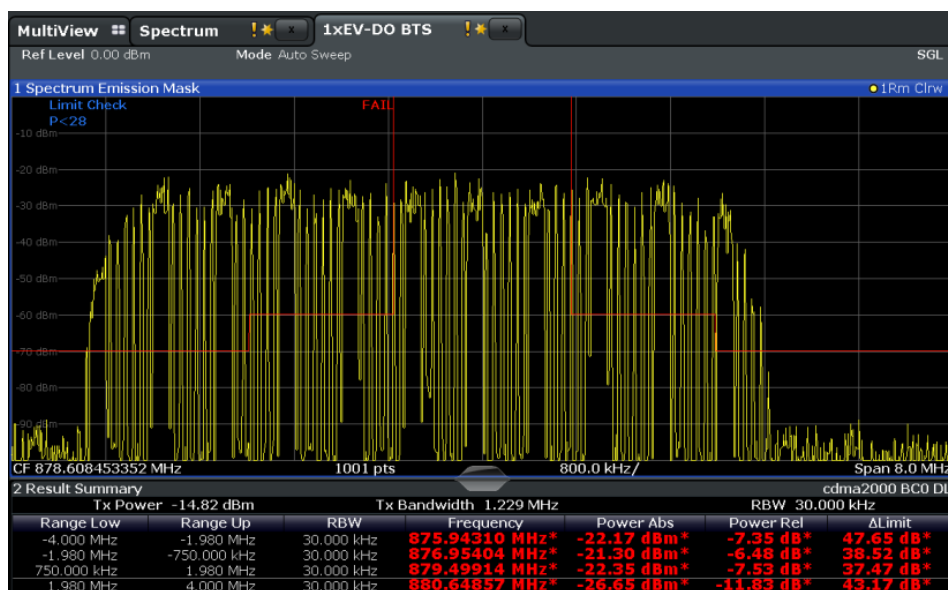 MultiView Spectrum ! x 1xEV-DO BTS ! x
Ref Level 0.00 dBm Mode Auto Sweep SGL
1 Spectrum Emission Mask 1Rm Clrw
Limit Check FAIL
P<28
-10 dBm
-20 dBm
-30 dBm
-40 dBm
-50 dBm
-60 dBm
-70 dBm
-80 dBm
-90 dBm
CF 878.608453352 MHz 1001 pts 800.0 kHz/ Span 8.0 MHz
2 Result Summary cdma2000 BC0 DL
Tx Power -14.82 dBm Tx Bandwidth 1.229 MHz RBW 30.000 kHz
Range Low Range Up RBW Frequency Power Abs Power Rel ΔLimit
-4.000 MHz -1.980 MHz 30.000 kHz 875.94310 MHz* -22.17 dBm* -7.35 dB* 47.65 dB*
-1.980 MHz -750.000 kHz 30.000 kHz 876.95404 MHz* -21.30 dBm* -6.48 dB* 38.52 dB*
750.000 kHz 1.980 MHz 30.000 kHz 879.49914 MHz* -22.35 dBm* -7.53 dB* 37.47 dB*
1.980 MHz 4.000 MHz 30.000 kHz 880.64857 MHz* -26.65 dBm* -11.83 dB* 43.17 dB*